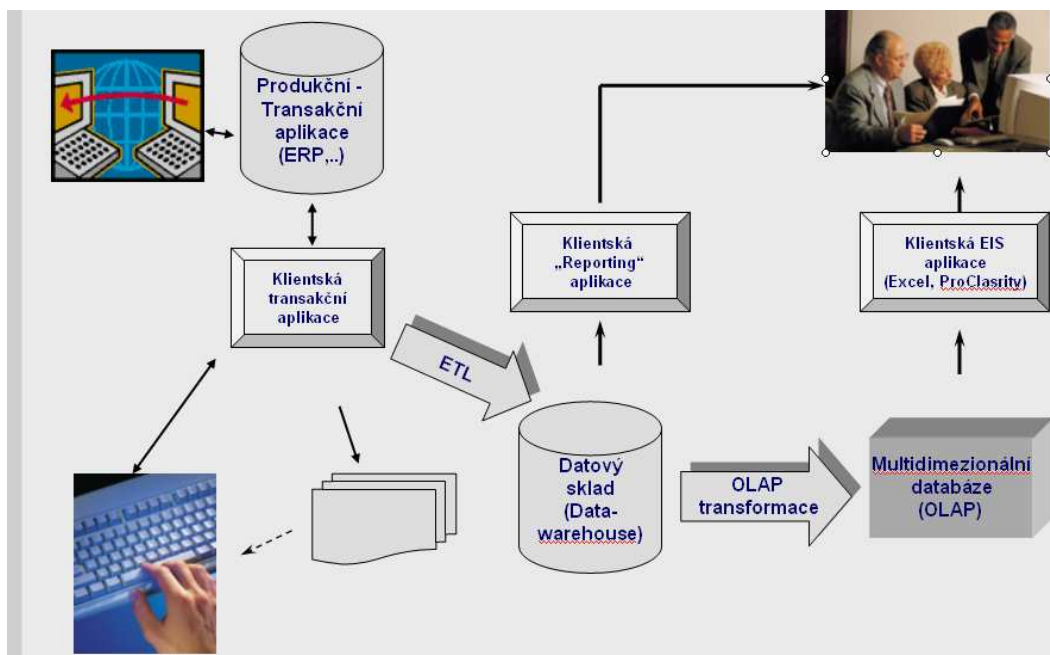 Produkční -
Transakční
aplikace
(ERP,..)
Klientská
transakční
aplikace
Klientská
„Reporting“
aplikace
Klientská EIS
aplikace
(Excel, ProClasrity)
ETL
Datový
sklad
(Data-
warehouse)
OLAP
transformace
Multidimezionální
databáze
(OLAP)